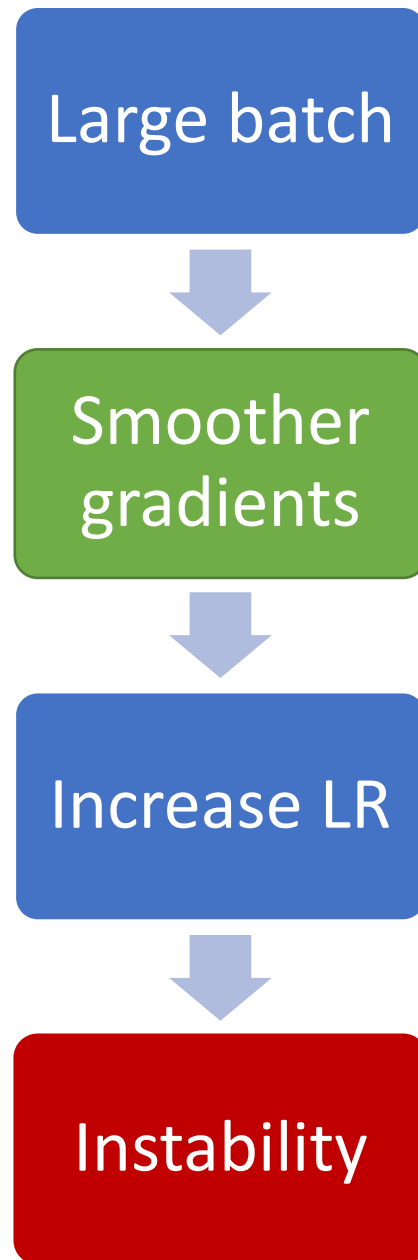 Large batch
Smoother
gradients
Increase LR
Instability